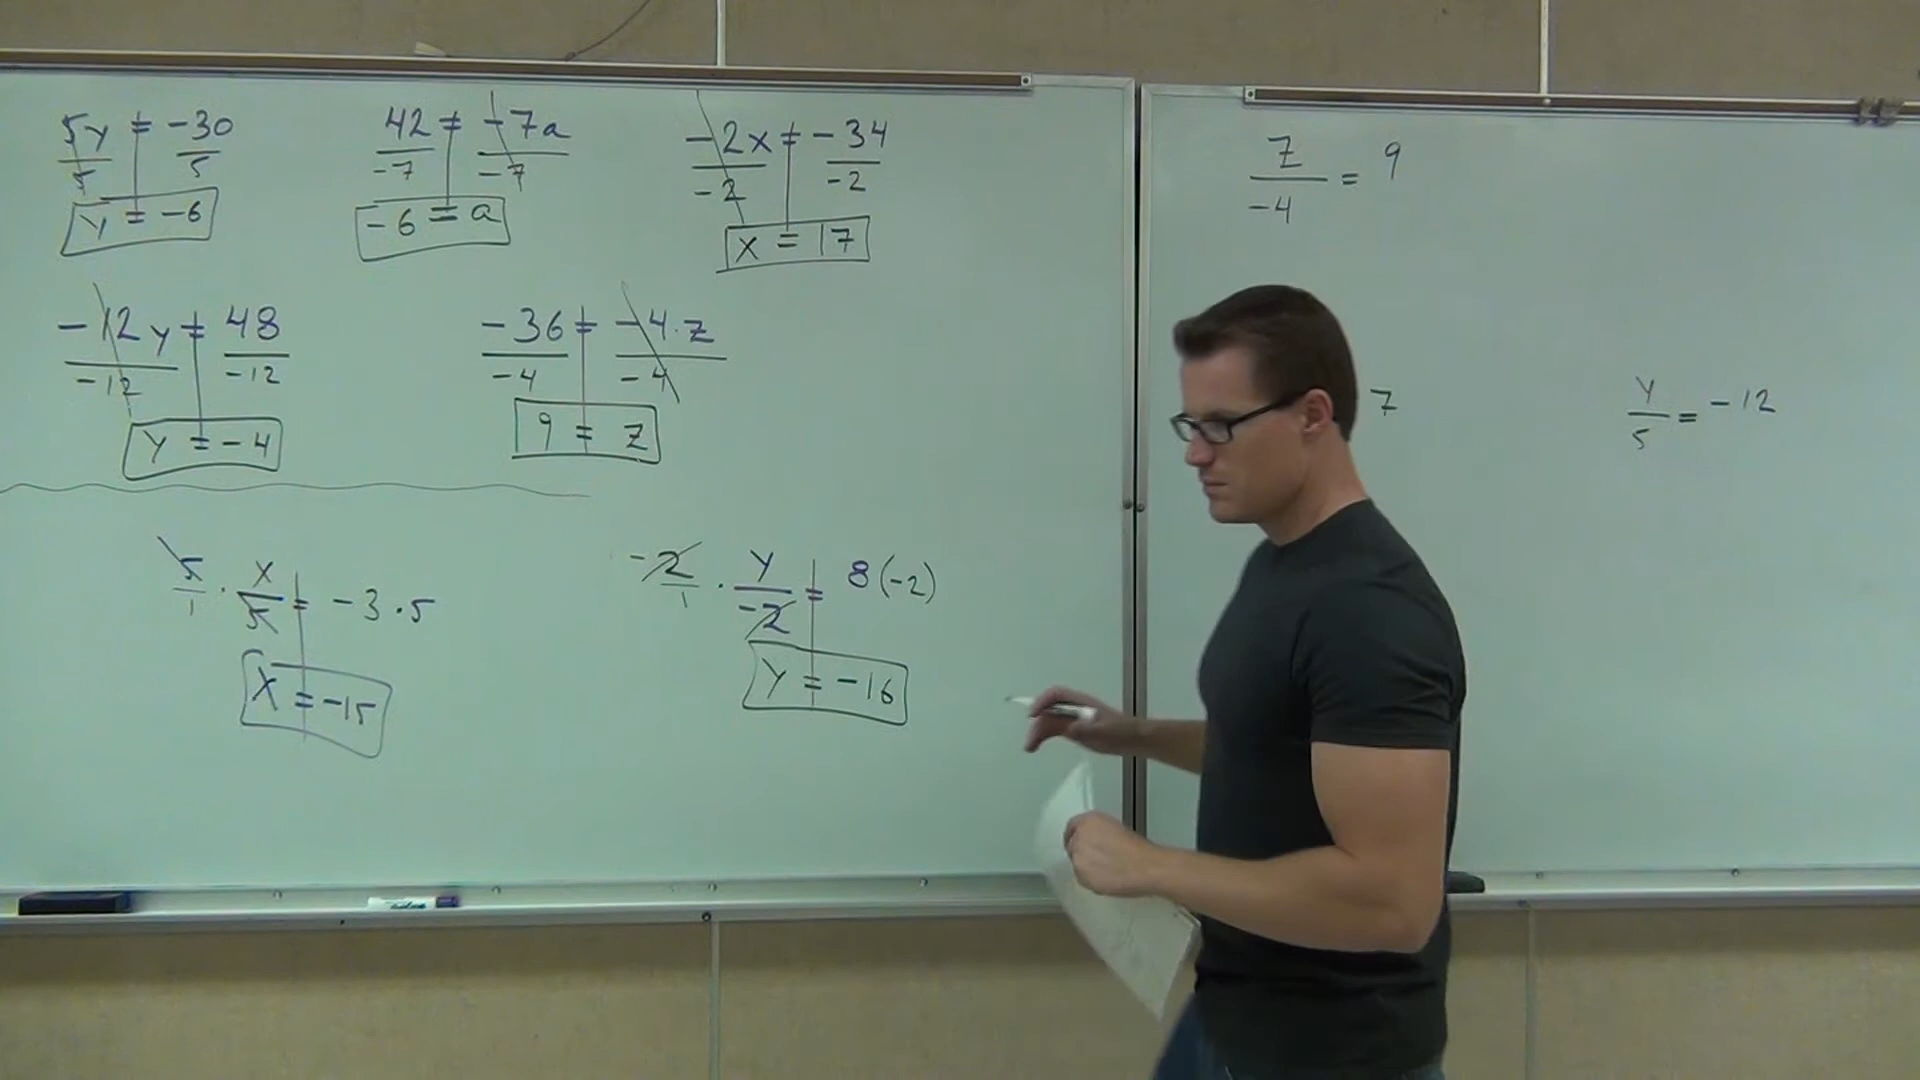 5y = -30
5 5
y = -6
42 = -7a
-7 -7
-6 = a
-2x = -34
-2 -2
x = 17
-12y = 48
-12 -12
y = -4
-36 = -4·z
-4 -4
9 = z
5/1 · x/5 = -3·5
x = -15
-2/1 · y/-2 = 8(-2)
y = -16
z/-4 = 9
7
y/5 = -12